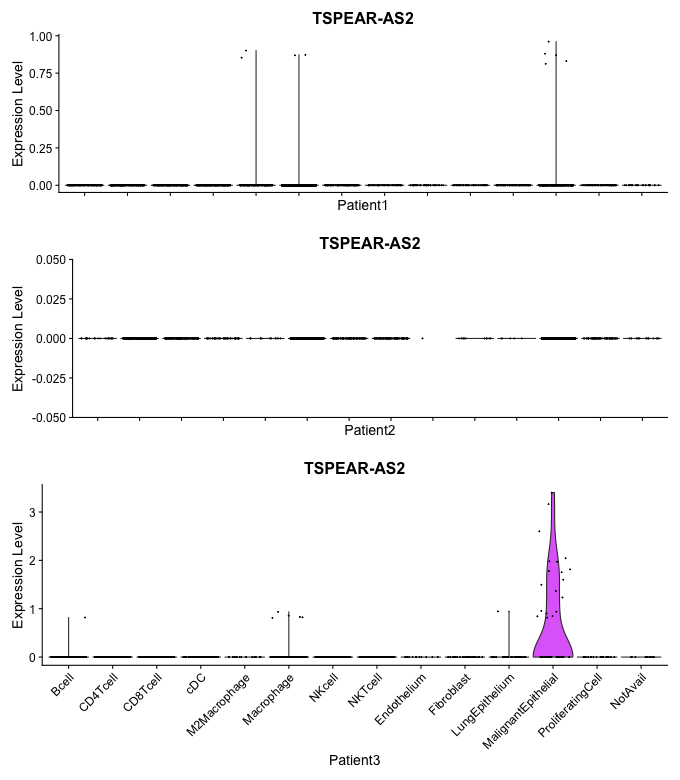 TSPEAR-AS2
1.00
0.75
0.50
0.25
0.00
Expression Level
Patient1
TSPEAR-AS2
0.050
0.025
0.000
-0.025
-0.050
Expression Level
Patient2
TSPEAR-AS2
3
2
1
0
Expression Level
Bcell
CD4Tcell
CD8Tcell
cDC
M2Macrophage
Macrophage
NKcell
NKTcell
Endothelium
Fibroblast
LungEpithelium
MalignantEpithelial
ProliferatingCell
NotAvail
Patient3